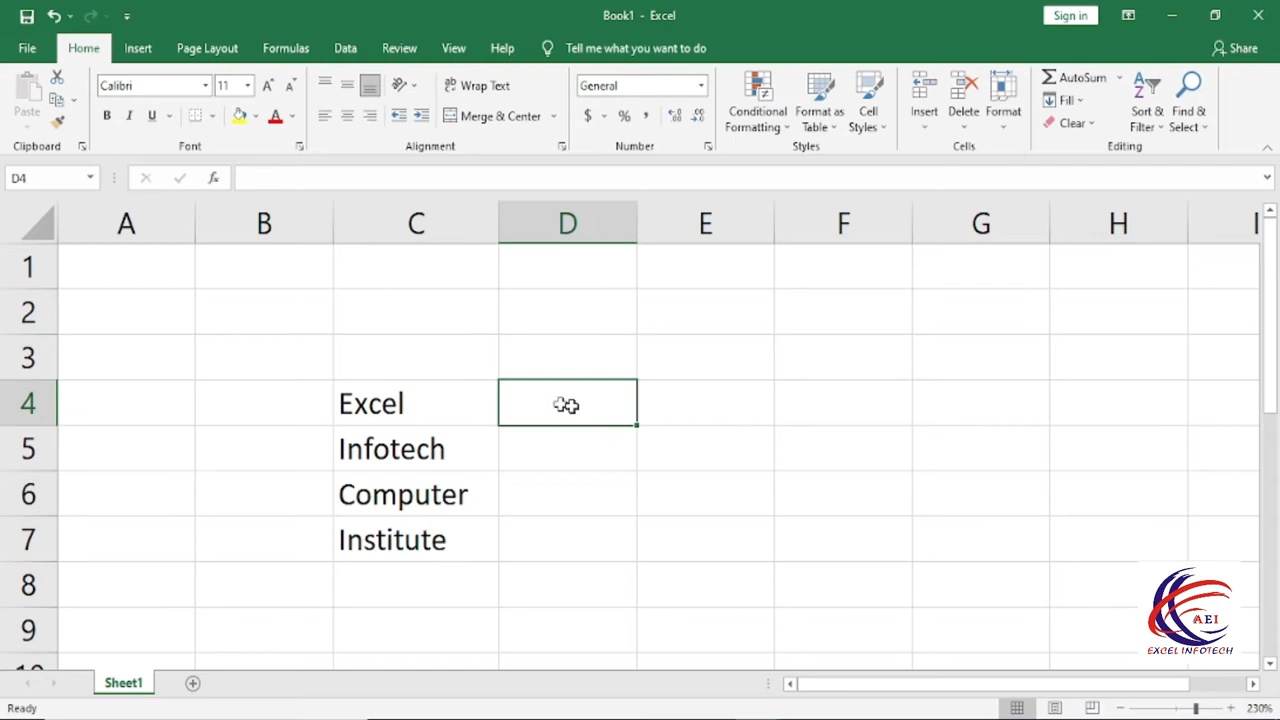 Book1 - Excel
Sign in
File Home Insert Page Layout Formulas Data Review View Help Tell me what you want to do Share
Paste
Calibri 11
B I U
Wrap Text
Merge & Center
General
$ % ,
Conditional Formatting
Format as Table
Cell Styles
Insert
Delete
Format
AutoSum
Fill
Clear
Sort & Filter
Find & Select
Clipboard Font Alignment Number Styles Cells Editing
D4 fx
A B C D E F G H I
1
2
3
4 Excel
5 Infotech
6 Computer
7 Institute
8
9
10
AEI
EXCEL INFOTECH
Sheet1
Ready
230%